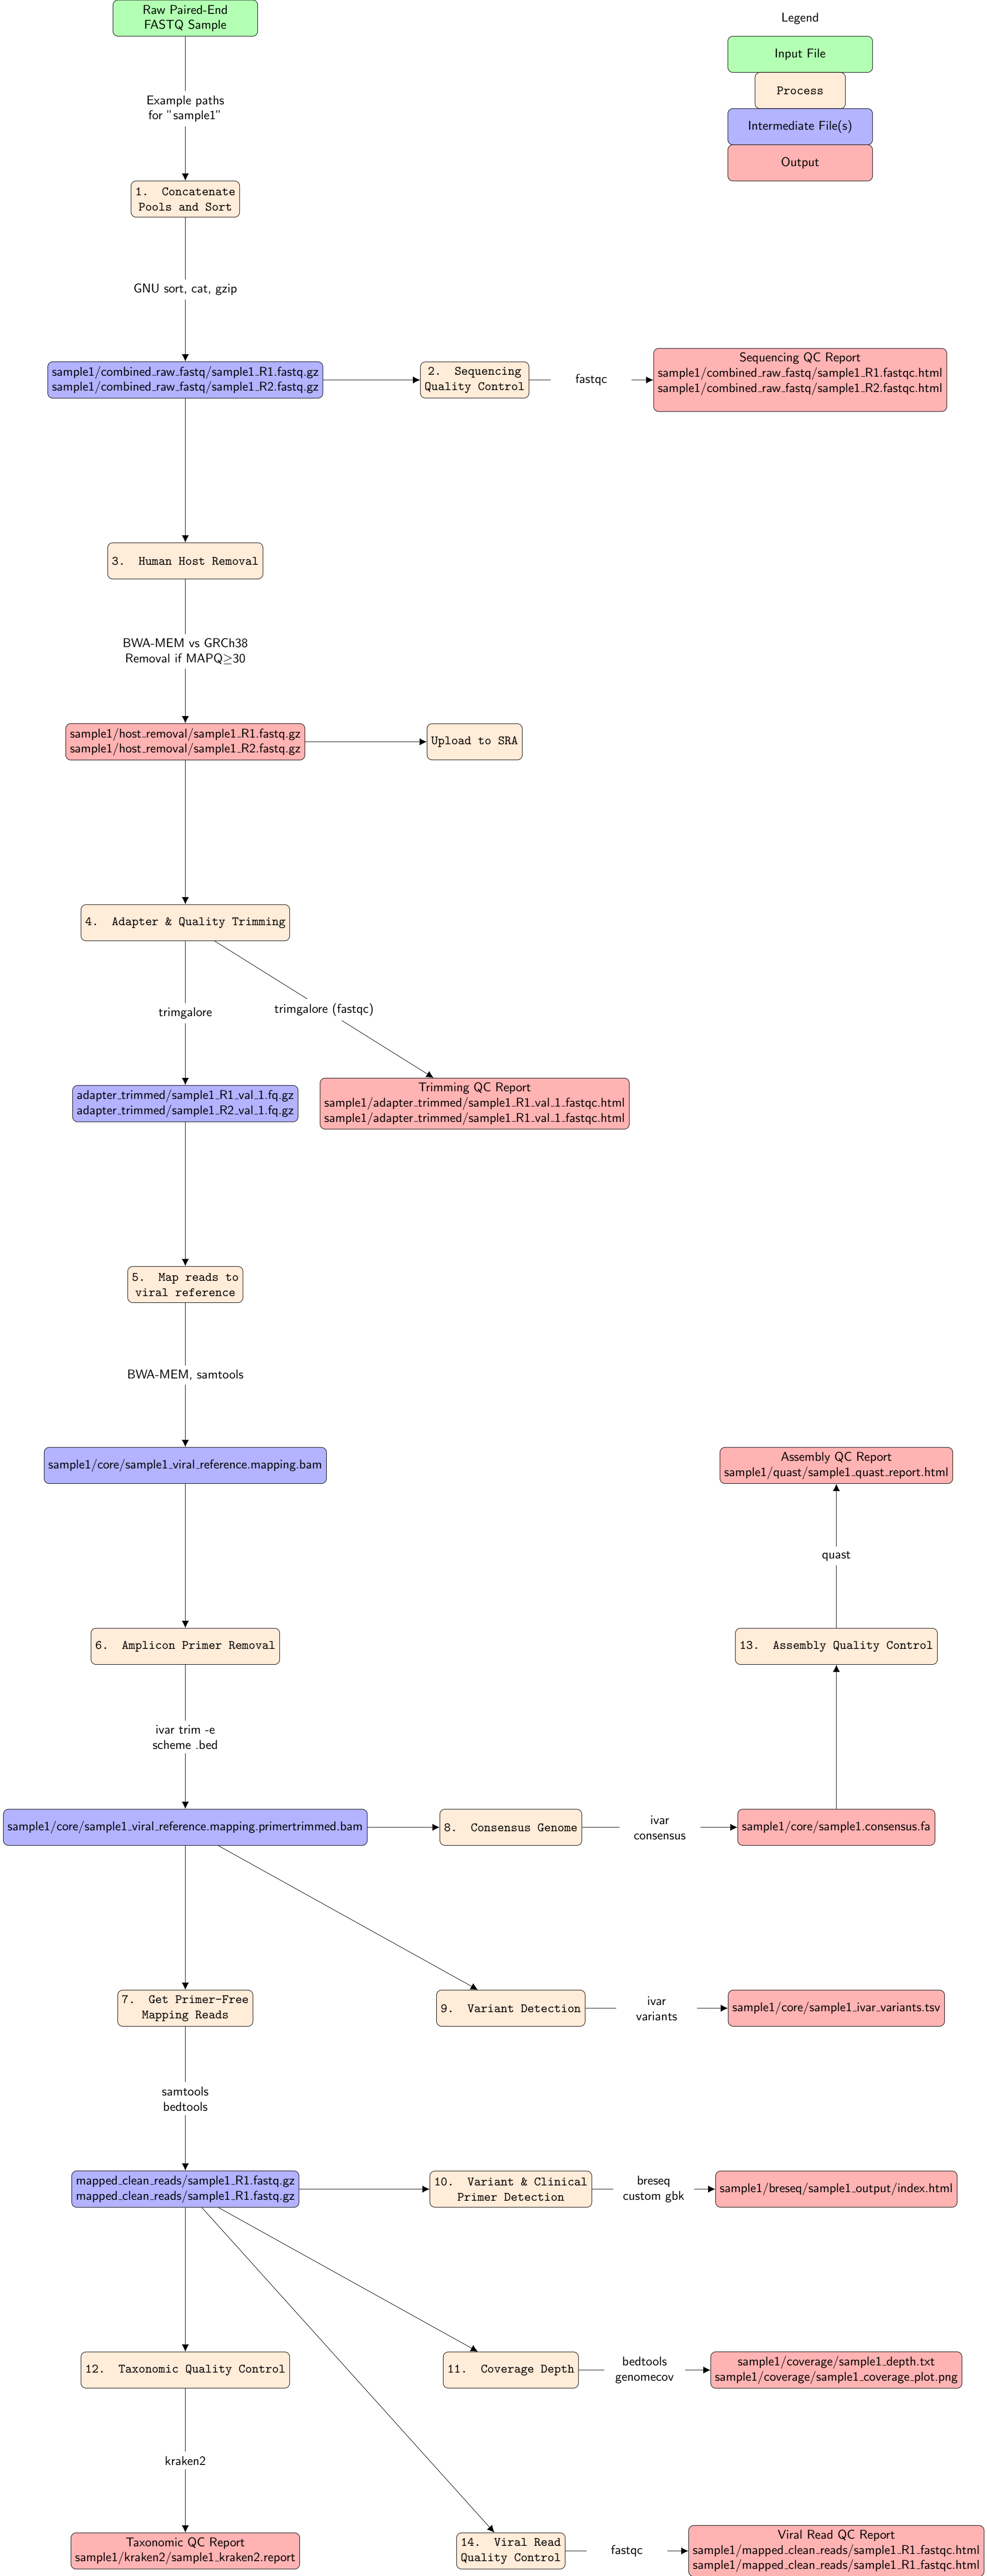 Raw Paired-End
FASTQ Sample
Legend
Input File
Process
Intermediate File(s)
Output
Example paths
for "sample1"
1. Concatenate
Pools and Sort
GNU sort, cat, gzip
sample1/combined_raw_fastq/sample1_R1.fastq.gz
sample1/combined_raw_fastq/sample1_R2.fastq.gz
2. Sequencing
Quality Control
fastqc
Sequencing QC Report
sample1/combined_raw_fastq/sample1_R1.fastqc.html
sample1/combined_raw_fastq/sample1_R2.fastqc.html
3. Human Host Removal
BWA-MEM vs GRCh38
Removal if MAPQ≥30
sample1/host_removal/sample1_R1.fastq.gz
sample1/host_removal/sample1_R2.fastq.gz
Upload to SRA
4. Adapter & Quality Trimming
trimgalore
trimgalore (fastqc)
adapter_trimmed/sample1_R1_val_1.fq.gz
adapter_trimmed/sample1_R2_val_1.fq.gz
Trimming QC Report
sample1/adapter_trimmed/sample1_R1_val_1_fastqc.html
sample1/adapter_trimmed/sample1_R1_val_1_fastqc.html
5. Map reads to
viral reference
BWA-MEM, samtools
sample1/core/sample1_viral_reference.mapping.bam
Assembly QC Report
sample1/quast/sample1_quast_report.html
quast
6. Amplicon Primer Removal
13. Assembly Quality Control
ivar trim -e
scheme .bed
sample1/core/sample1_viral_reference.mapping.primertrimmed.bam
8. Consensus Genome
ivar
consensus
sample1/core/sample1.consensus.fa
7. Get Primer-Free
Mapping Reads
9. Variant Detection
ivar
variants
sample1/core/sample1_ivar_variants.tsv
samtools
bedtools
mapped_clean_reads/sample1_R1.fastq.gz
mapped_clean_reads/sample1_R1.fastq.gz
10. Variant & Clinical
Primer Detection
breseq
custom gbk
sample1/breseq/sample1_output/index.html
12. Taxonomic Quality Control
11. Coverage Depth
bedtools
genomecov
sample1/coverage/sample1_depth.txt
sample1/coverage/sample1_coverage_plot.png
kraken2
Taxonomic QC Report
sample1/kraken2/sample1_kraken2.report
14. Viral Read
Quality Control
fastqc
Viral Read QC Report
sample1/mapped_clean_reads/sample1_R1_fastqc.html
sample1/mapped_clean_reads/sample1_R1_fastqc.html